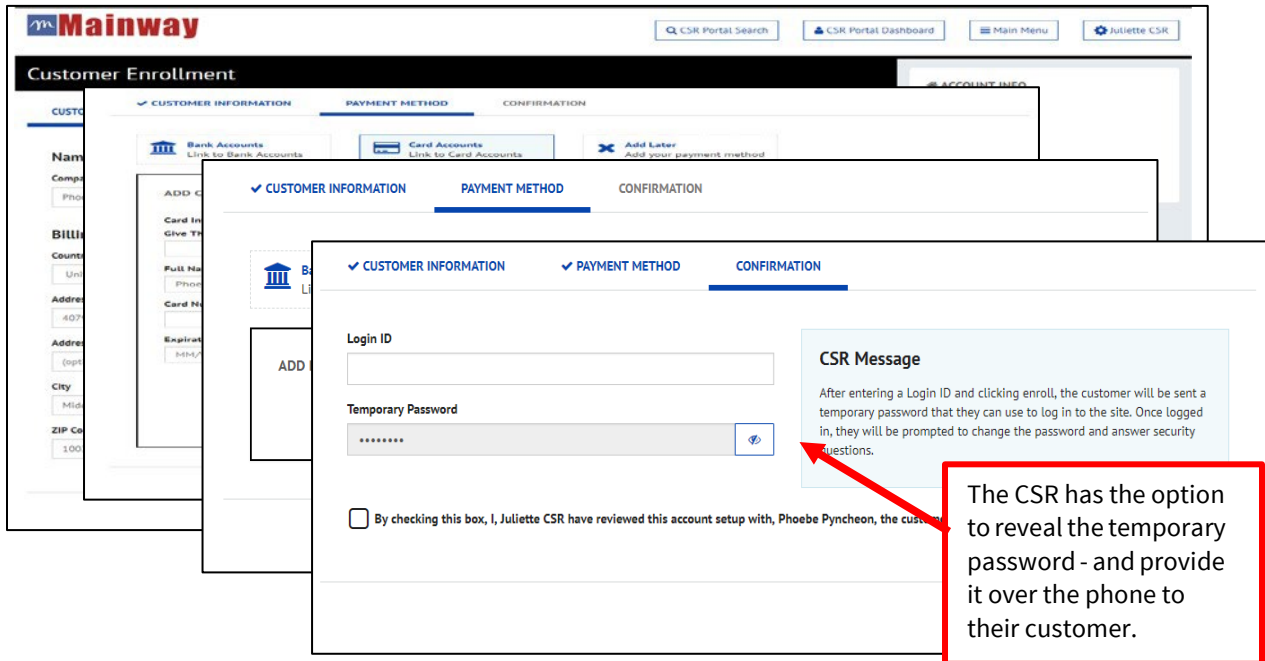 Mainway
CSR Portal Search
CSR Portal Dashboard
Main Menu
Juliette CSR
Customer Enrollment
ACCOUNT INFO
CUSTOMER INFORMATION
PAYMENT METHOD
CONFIRMATION
Bank Accounts
Link to Bank Accounts
Card Accounts
Link to Card Accounts
Add Later
Add your payment method
ADD
CUSTOMER INFORMATION
PAYMENT METHOD
CONFIRMATION
ADD
CUSTOMER INFORMATION
PAYMENT METHOD
CONFIRMATION
Login ID
Temporary Password
••••••••
CSR Message
After entering a Login ID and clicking enroll, the customer will be sent a
temporary password that they can use to log in to the site. Once logged
in, they will be prompted to change the password and answer security
questions.
By checking this box, I, Juliette CSR have reviewed this account setup with, Phoebe Pyncheon, the
The CSR has the option
to reveal the temporary
password - and provide
it over the phone to
their customer.